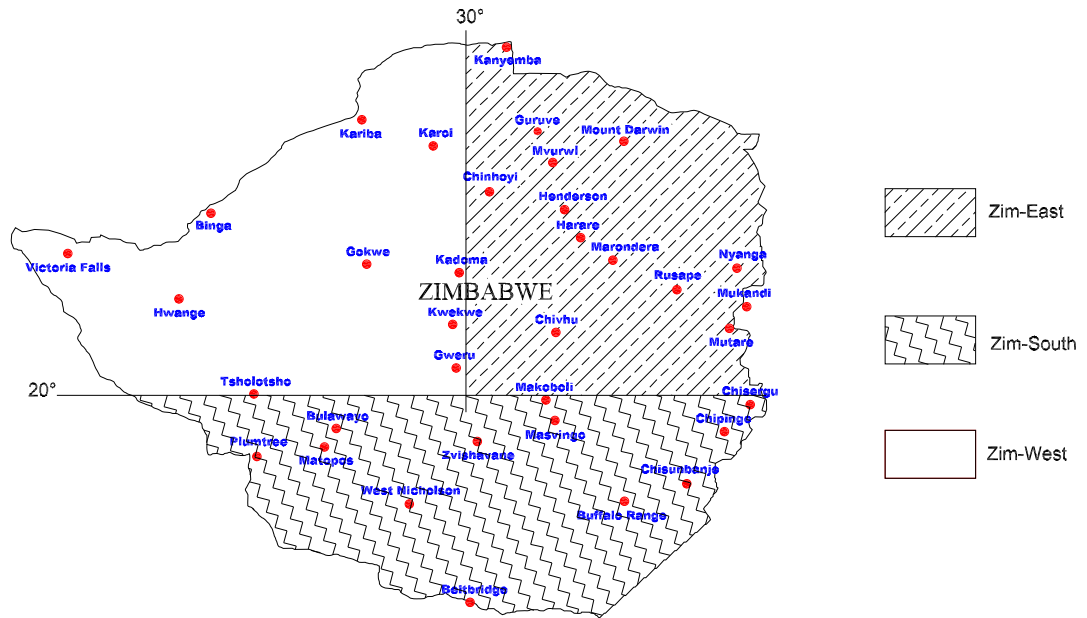 30°
Kanyemba
Kariba
Karoi
Guruve
Mount Darwin
Mvurwi
Chinhoyi
Henderson
Zim-East
Binga
Harare
Marondera
Victoria Falls
Gokwe
Kadoma
Nyanga
Rusape
ZIMBABWE
Mukandi
Hwange
Kwekwe
Chivhu
Mutare
Zim-South
Gweru
20°
Tsholotsho
Makoholi
Chisergu
Bulawayo
Masvingo
Chipinge
Plumtree
Matopos
Zvishavane
Zim-West
Chisunbanje
West Nicholson
Buffalo Range
Beitbridge